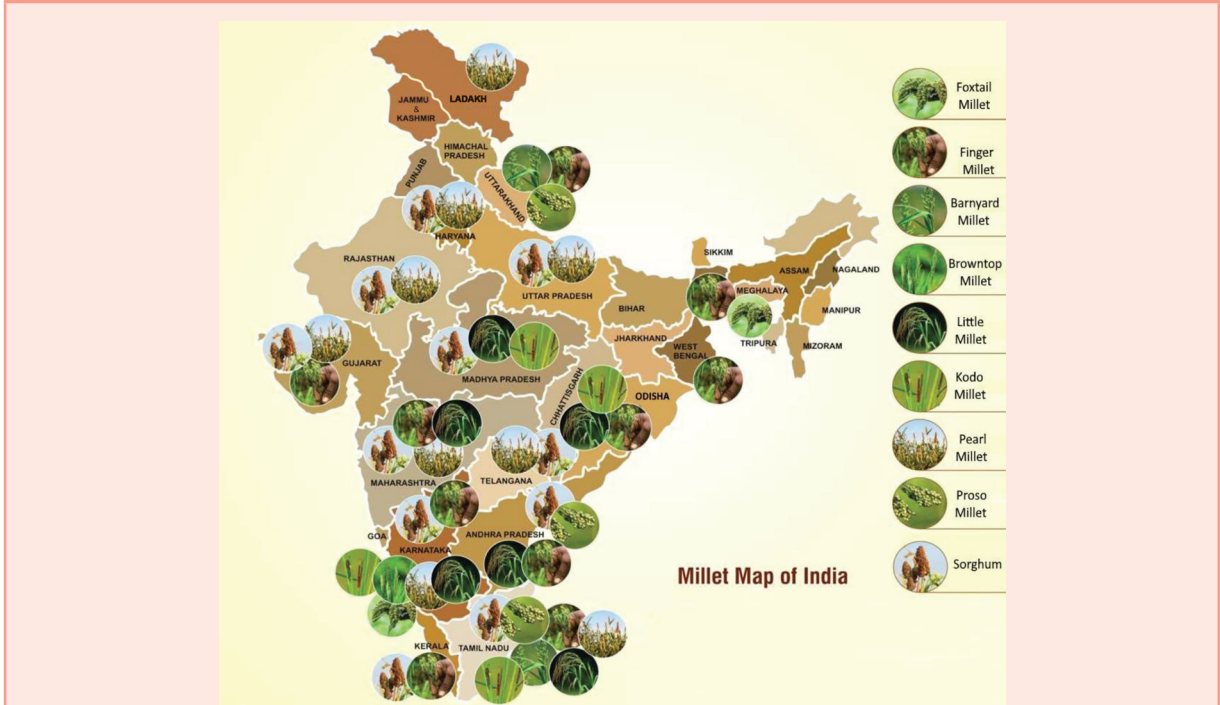 LADAKH
JAMMU
&
KASHMIR
HIMACHAL
PRADESH
PUNJAB
UTTARAKHAND
HARYANA
RAJASTHAN
UTTAR PRADESH
SIKKIM
ASSAM
NAGALAND
MEGHALAYA
MANIPUR
BIHAR
TRIPURA
MIZORAM
JHARKHAND
WEST
BENGAL
GUJARAT
MADHYA PRADESH
CHHATTISGARH
ODISHA
MAHARASHTRA
TELANGANA
GOA
KARNATAKA
ANDHRA PRADESH
KERALA
TAMIL NADU
Millet Map of India
Foxtail
Millet
Finger
Millet
Barnyard
Millet
Browntop
Millet
Little
Millet
Kodo
Millet
Pearl
Millet
Proso
Millet
Sorghum